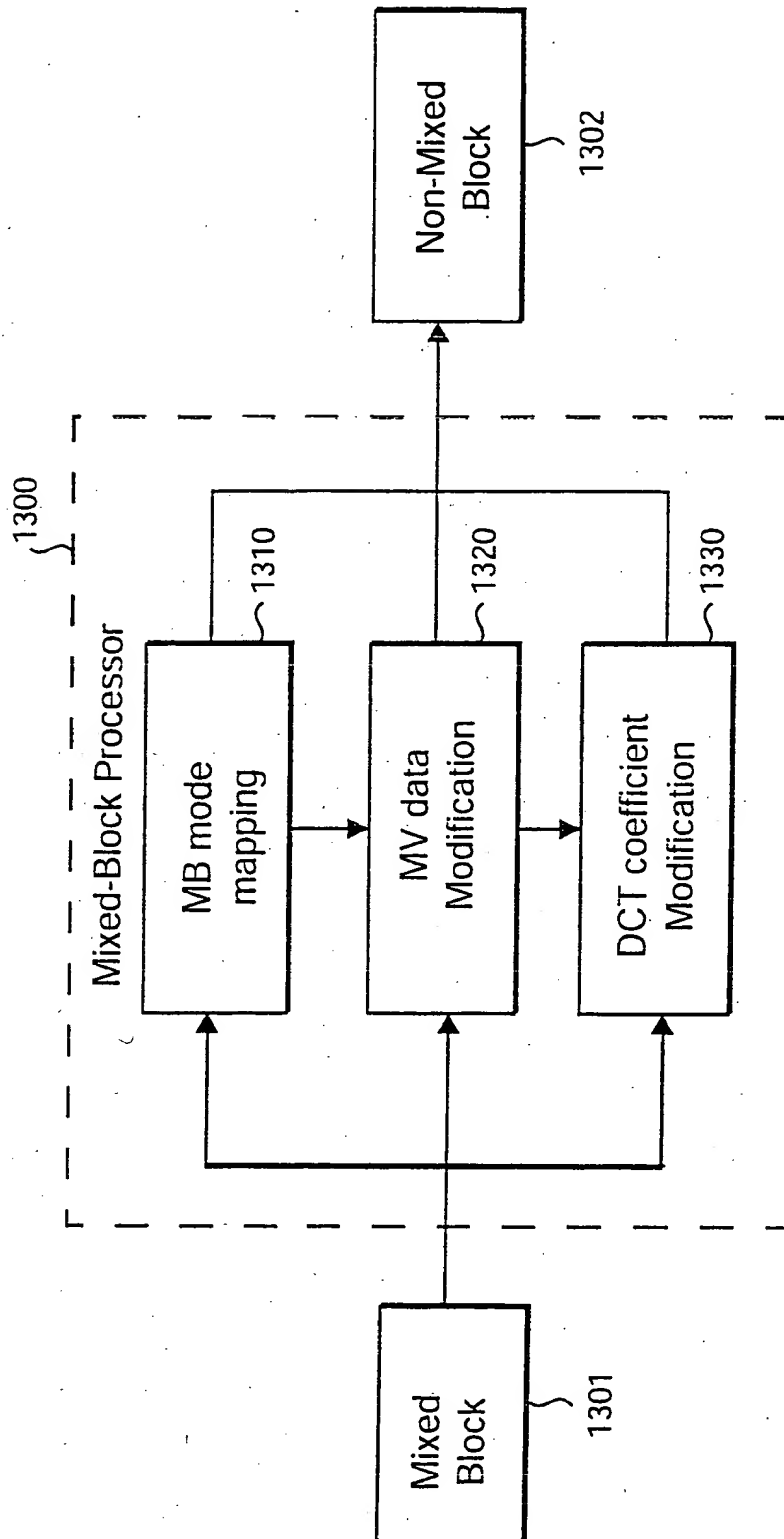 1300
Mixed-Block Processor
MB mode
mapping
1310
MV data
Modification
1320
DCT coefficient
Modification
1330
Mixed
Block
1301
Non-Mixed
Block
1302